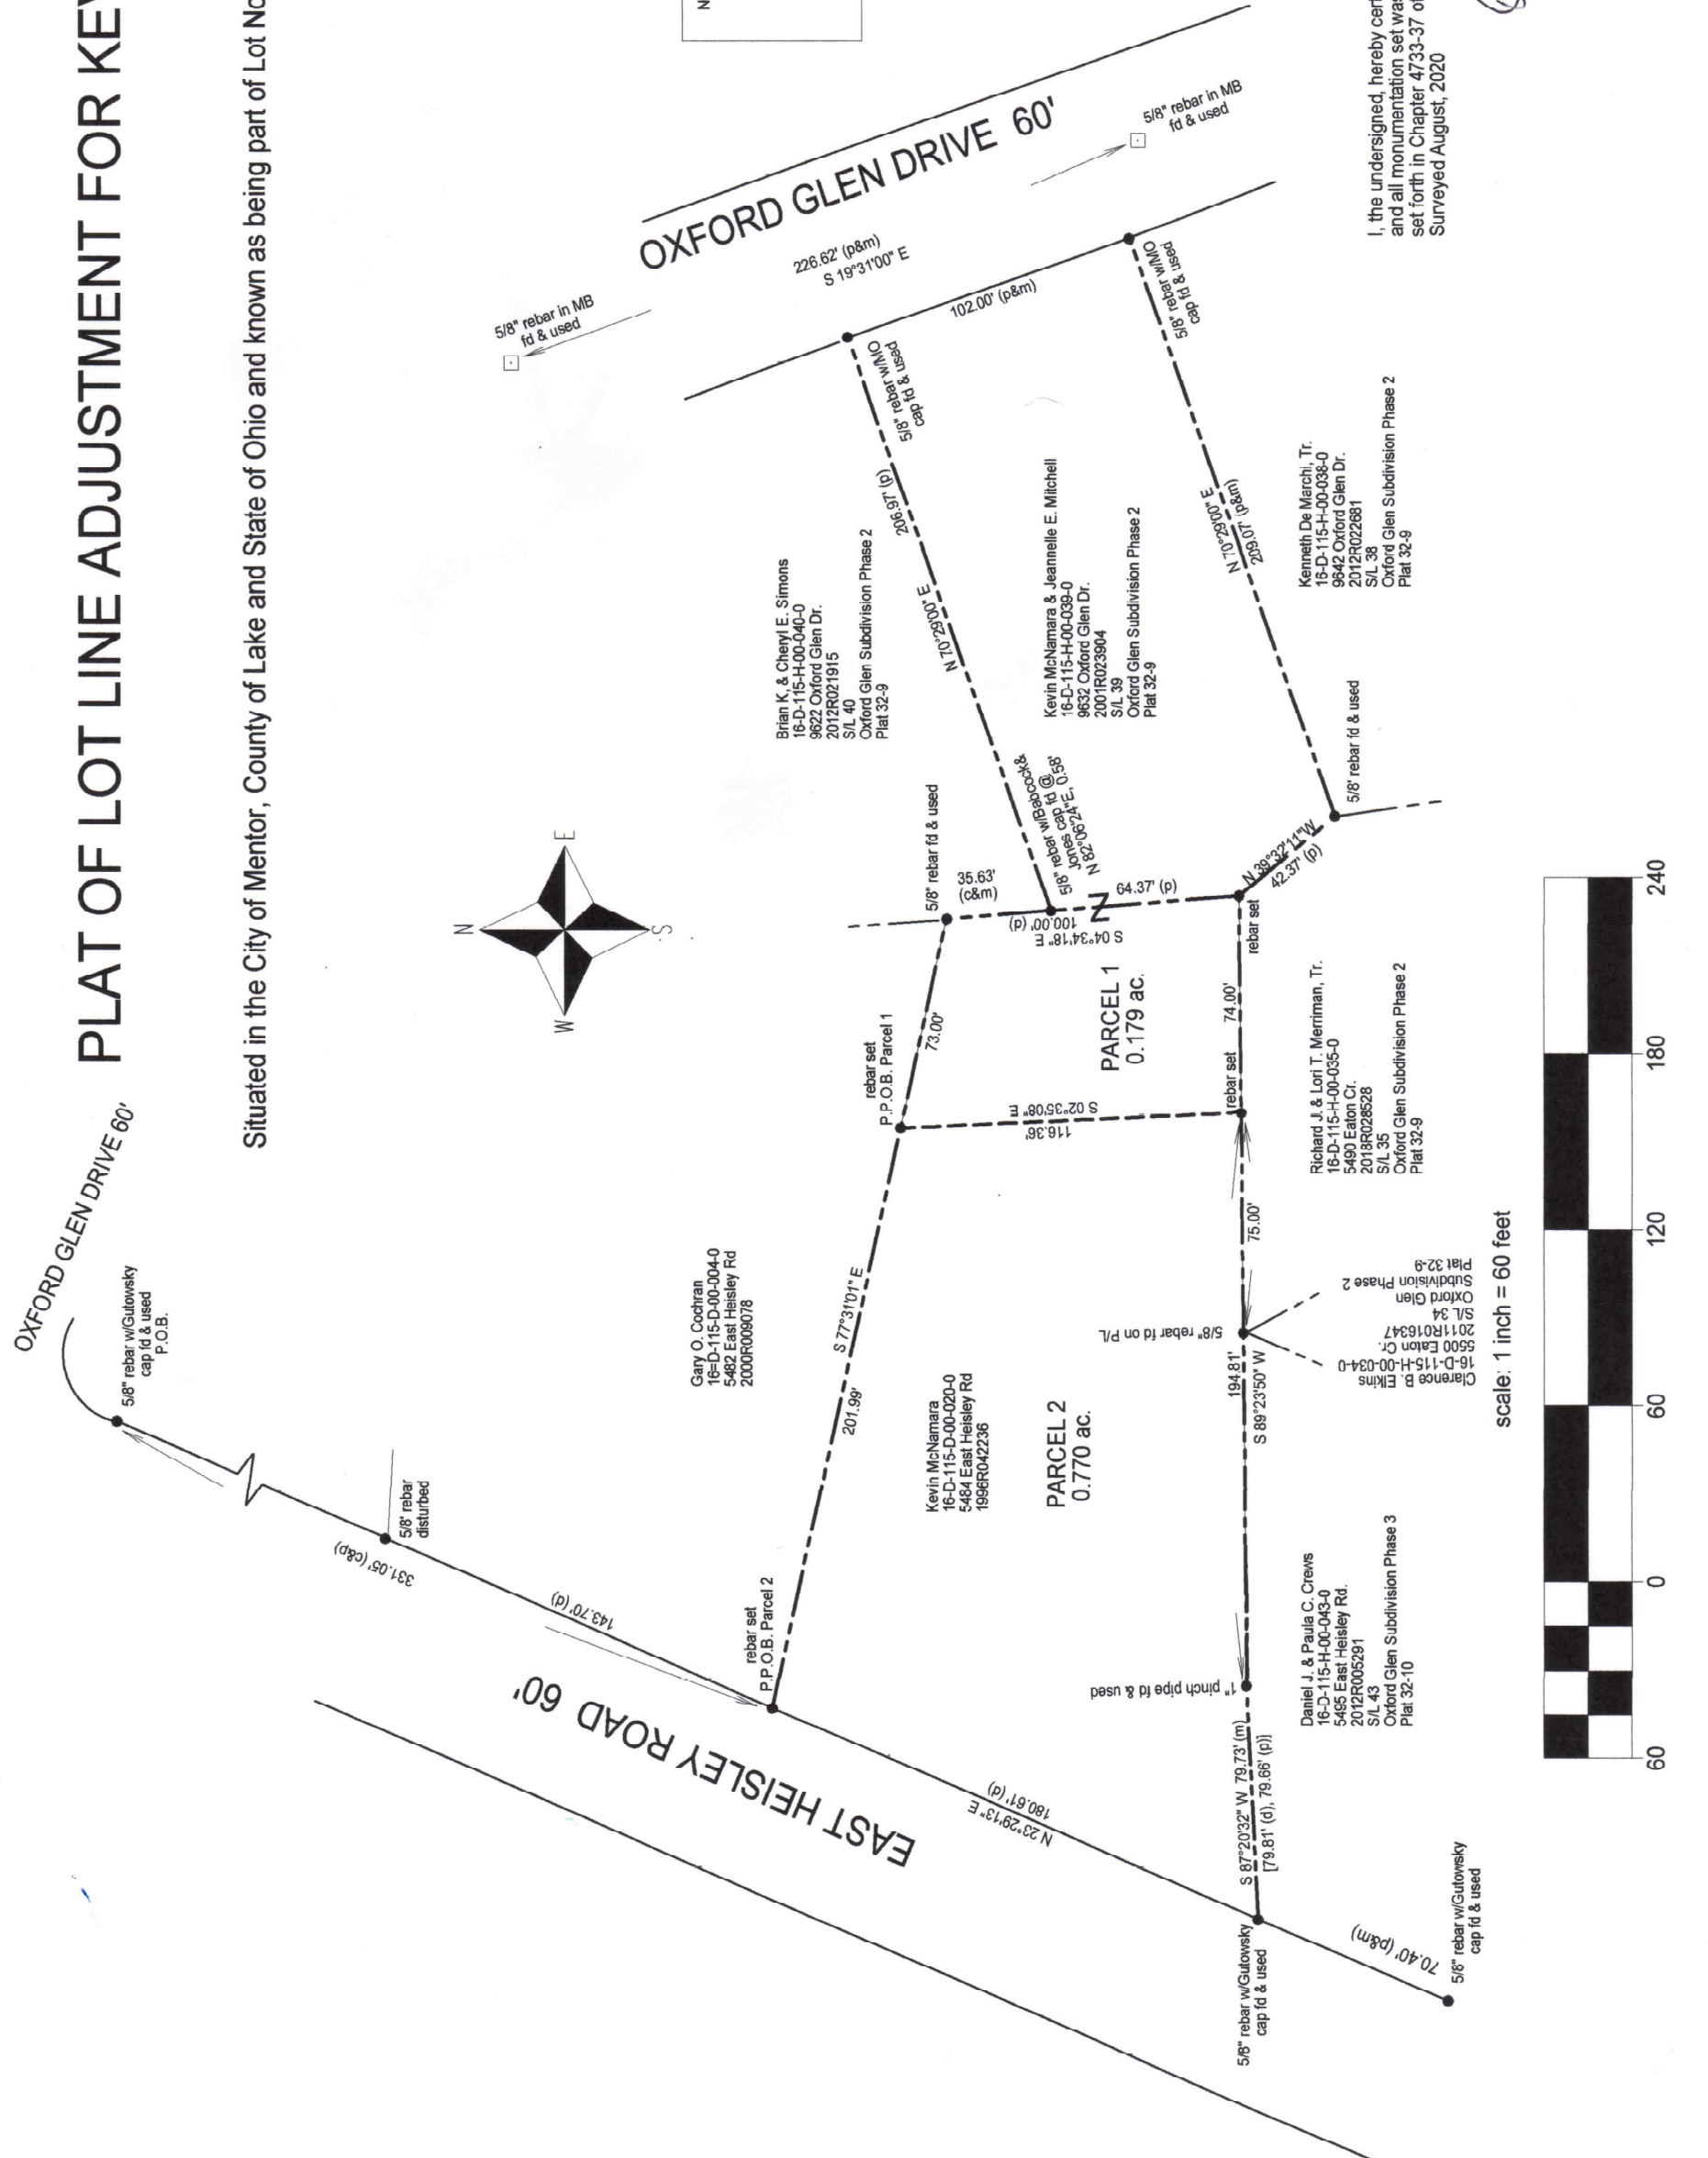 PLAT OF LOT LINE ADJUSTMENT FOR
Situated in the City of Mentor, County of Lake and State of Ohio and known as being part of Lot
OXFORD GLEN DRIVE 60'
5/8" rebar w/Gutowsky
cap fd & used
P.O.B.
5/8' rebar
disturbed
331.05' (c&p)
143.70' (d)
rebar set
P.P.O.B. Parcel 2
EAST HEISLEY ROAD 60'
N 23°29'13" E
180.61' (d)
5/8" rebar w/Gutowsky
cap fd & used
70.40' (p&m)
5/8" rebar w/Gutowsky
cap fd & used
Gary O. Cochran
16=D-115-D-00-004-0
5482 East Heisley Rd
2000R009078
S 77°31'01" E
201.99'
Kevin McNamara
16-D-115-D-00-020-0
5484 East Heisley Rd
1996R042236
PARCEL 2
0.770 ac.
1" pinch pipe fd & used
S 87°20'32" W 79.73' (m)
[79.81' (d), 79.66' (p)]
Daniel J. & Paula C. Crews
16-D-115-H-00-043-0
5495 East Heisley Rd.
2012R005291
S/L 43
Oxford Glen Subdivision Phase 3
Plat 32-10
194.81'
S 89°23'50" W
5/8" rebar fd on P/L
Clarence B. Elkins
16-D-115-H-00-034-0
5500 Eaton Cr.
2011R016347
S/L 34
Oxford Glen
Subdivision Phase 2
Plat 32-9
75.00'
rebar set
P.P.O.B. Parcel 1
73.00'
S 02°35'08" E
116.36'
rebar set
PARCEL 1
0.179 ac.
74.00'
rebar set
Richard J. & Lori T. Merriman, Tr.
16-D-115-H-00-035-0
5490 Eaton Cr.
2018R028528
S/L 35
Oxford Glen Subdivision Phase 2
Plat 32-9
N
E
S
W
5/8" rebar fd & used
35.63'
(c&m)
100.00' (d)
S 04°34'18" E
64.37' (p)
5/8" rebar w/Babcock&
Jones cap fd @
N 82°06'24"E, 0.58'
N 39°32'11"W
42.37' (p)
5/8' rebar fd & used
Brian K, & Cheryl E. Simons
16-D-115-H-00-040-0
9622 Oxford Glen Dr.
2012R021915
S/L 40
Oxford Glen Subdivision Phase 2
Plat 32-9
N 70°29'00" E
206.97' (p)
Kevin McNamara & Jeannelle E. Mitchell
16-D-115-H-00-039-0
9632 Oxford Glen Dr.
2001R023904
S/L 39
Oxford Glen Subdivision Phase 2
Plat 32-9
N 70°29'00" E
209.07' (p&m)
Kenneth De Marchi, Tr.
16-D-115-H-00-038-0
9642 Oxford Glen Dr.
2012R022681
S/L 38
Oxford Glen Subdivision Phase 2
Plat 32-9
5/8" rebar in MB
fd & used
5/8" rebar w/MO
cap fd & used
102.00' (p&m)
5/8" rebar w/MO
cap fd & used
226.62' (p&m)
S 19°31'00" E
OXFORD GLEN DRIVE 60'
5/8" rebar in MB
fd & used
N
I, the undersigned, hereby
and all monumentation set
set forth in Chapter 4733-37
Surveyed August, 2020
scale: 1 inch = 60 feet
60 0 60 120 180 240